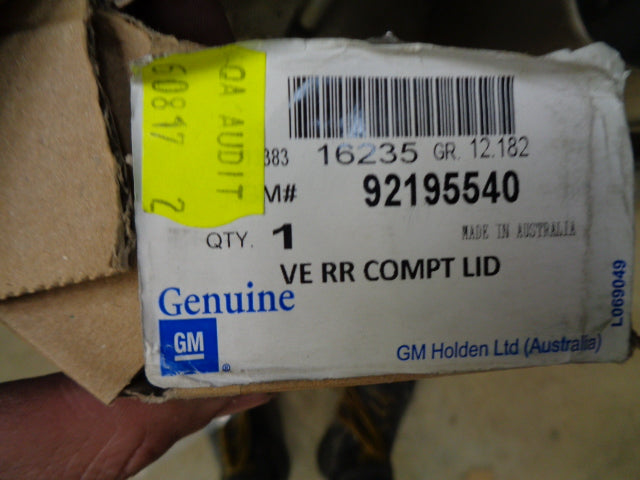 QA AUDIT
60817 2
383 16235 GR. 12.182
M# 92195540
QTY. 1 MADE IN AUSTRALIA
VE RR COMPT LID
Genuine
GM ®
GM Holden Ltd (Australia)
L069049